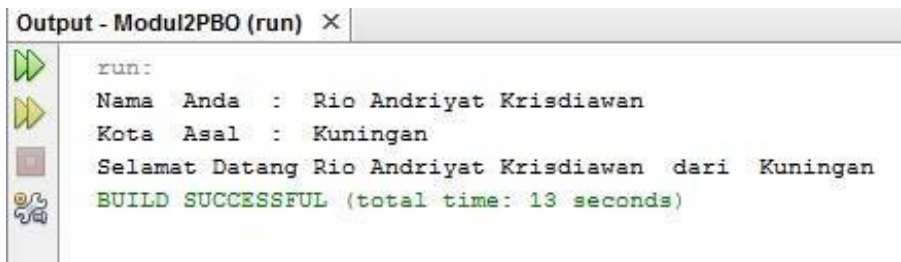 Output - Modul2PBO (run) ×
run:
Nama Anda : Rio Andriyat Krisdiawan
Kota Asal : Kuningan
Selamat Datang Rio Andriyat Krisdiawan dari Kuningan
BUILD SUCCESSFUL (total time: 13 seconds)